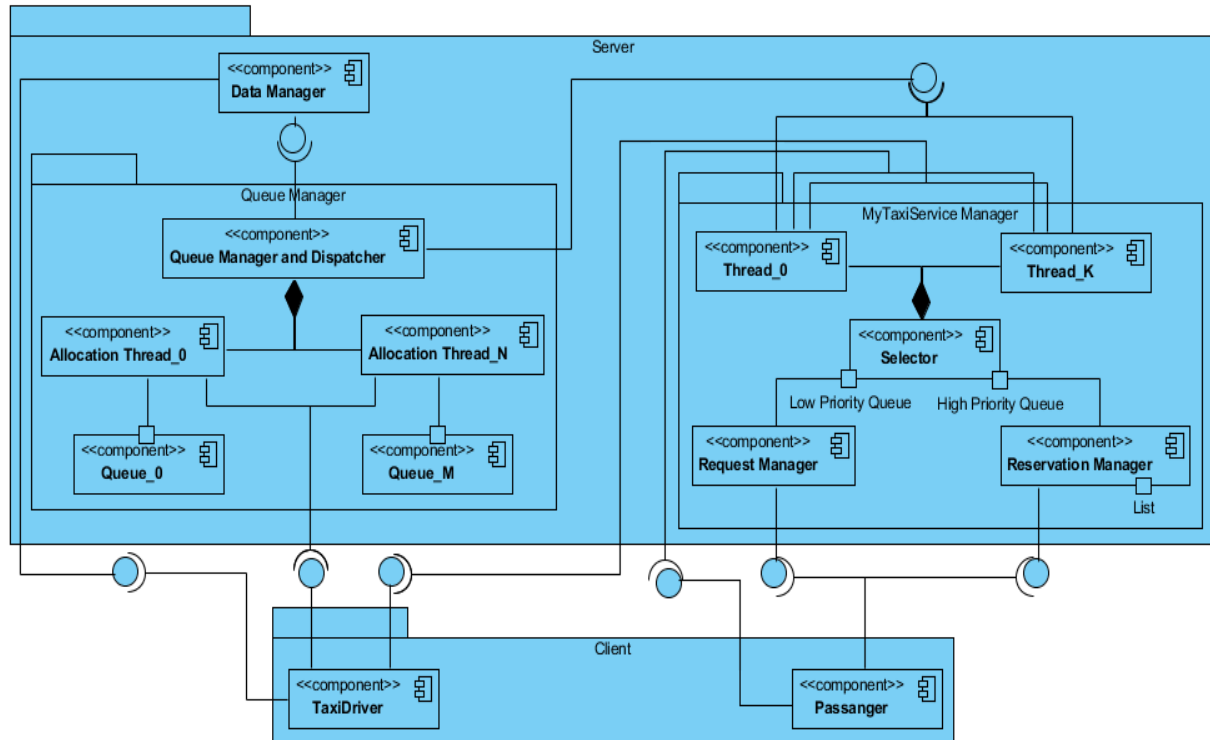 Server
<<component>>
Data Manager
Queue Manager
<<component>>
Queue Manager and Dispatcher
<<component>>
Allocation Thread_0
<<component>>
Allocation Thread_N
<<component>>
Queue_0
<<component>>
Queue_M
MyTaxiService Manager
<<component>>
Thread_0
<<component>>
Thread_K
<<component>>
Selector
Low Priority Queue
High Priority Queue
<<component>>
Request Manager
<<component>>
Reservation Manager
List
Client
<<component>>
TaxiDriver
<<component>>
Passanger